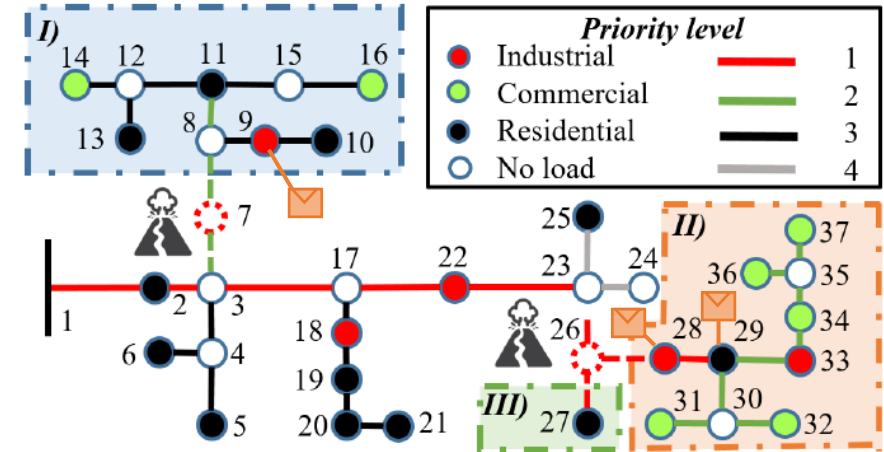 I)
14 12 11 15 16
13 8 9 10
7
Priority level
Industrial 1
Commercial 2
Residential 3
No load 4
1 2 3 17 22 23 24
25
6 4 18
19
5 20 21
26
III)
27
II)
37
36 35
34
28 29 33
31 30 32